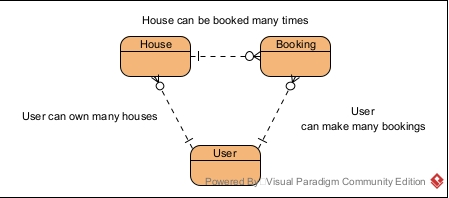 House can be booked many times
House
Booking
User can own many houses
User
can make many bookings
User
Powered By Visual Paradigm Community Edition